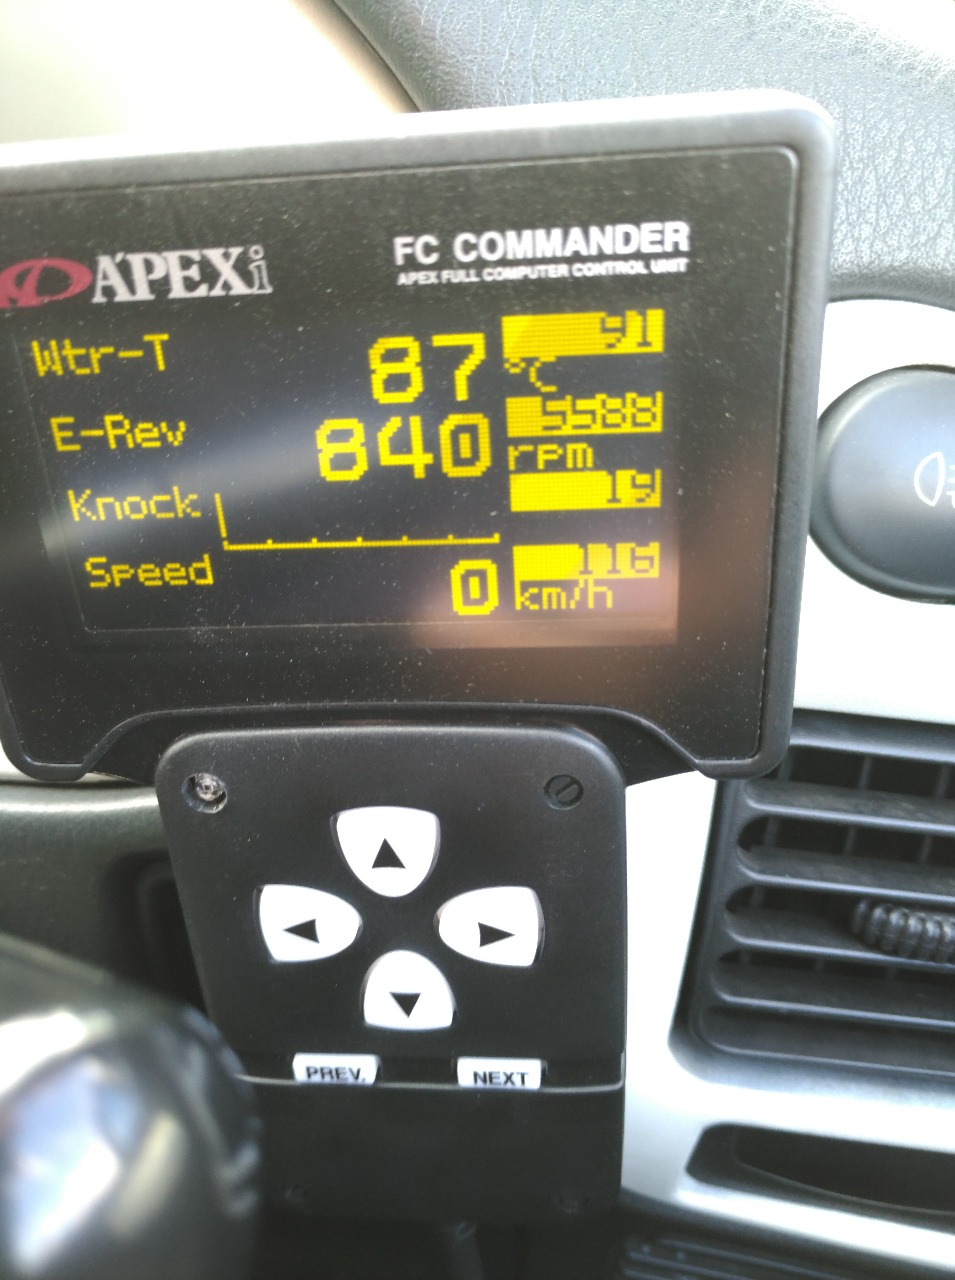 APEXi
FC COMMANDER
APEX FULL COMPUTER CONTROL UNIT
Wtr-T 87 °C 91
E-Rev 840 rpm 5588
Knock 19
Speed 0 km/h 116
PREV. NEXT